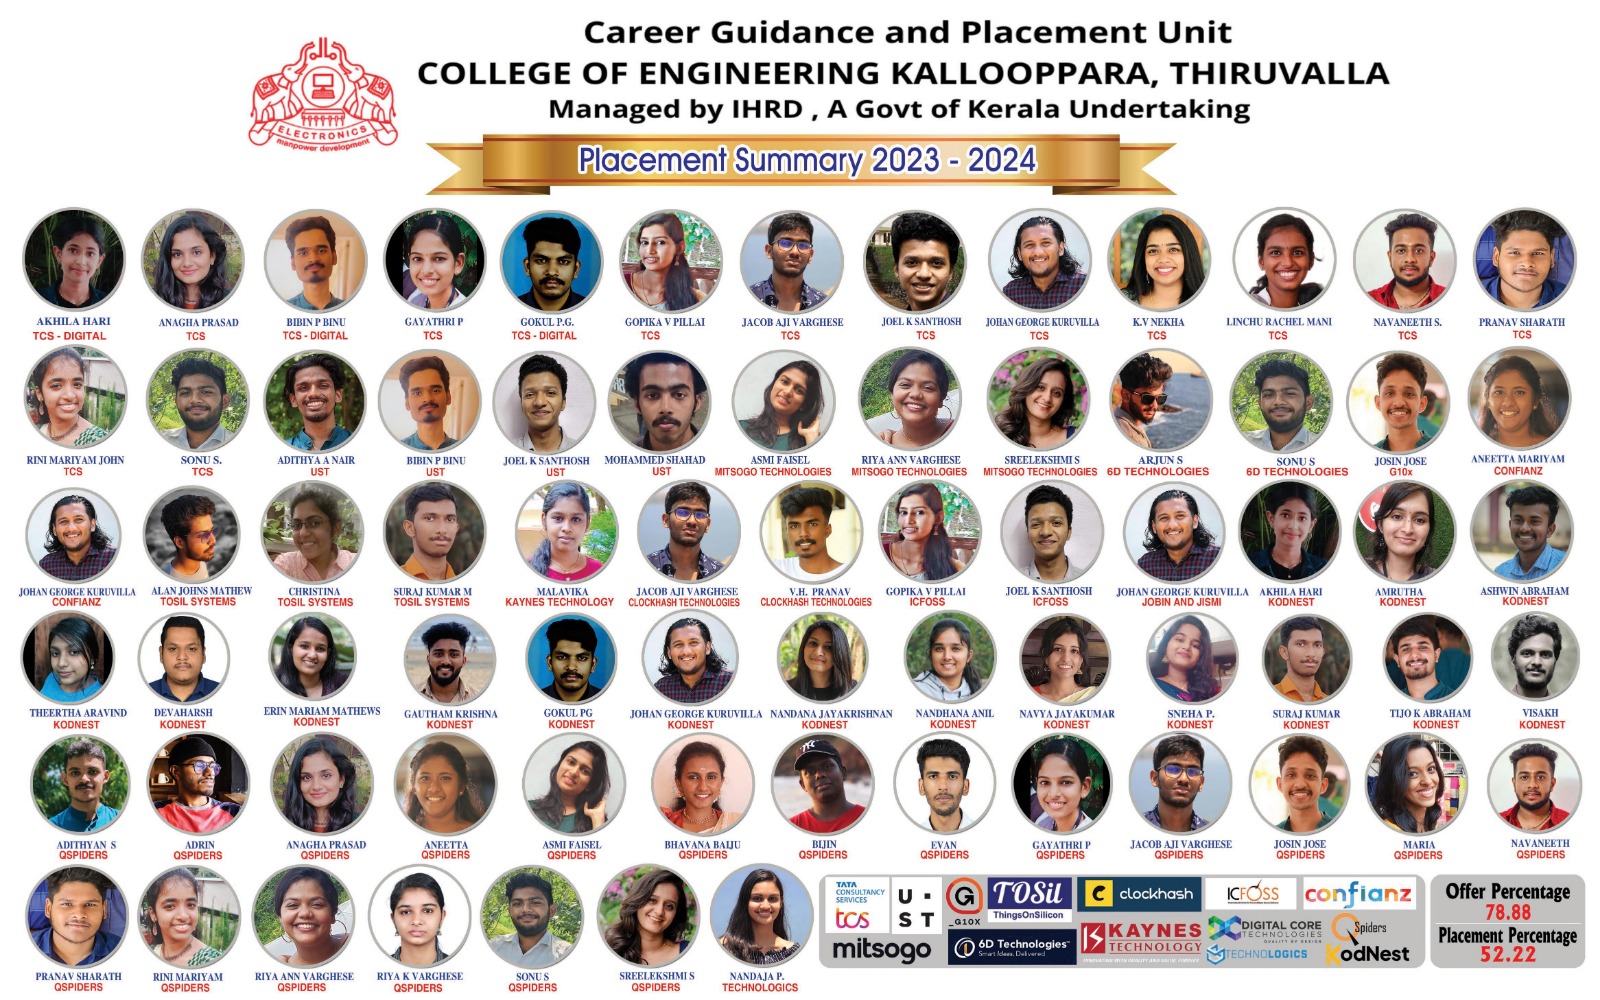 Career Guidance and Placement Unit
COLLEGE OF ENGINEERING KALLOOPPARA, THIRUVALLA
Managed by IHRD , A Govt of Kerala Undertaking
ELECTRONICS
manpower development
Placement Summary 2023 - 2024
AKHILA HARI ANAGHA PRASAD BIBIN P BINU GAYATHRI P GOKUL P.G. GOPIKA V PILLAI JACOB AJI VARGHESE JOEL K SANTHOSH JOHAN GEORGE KURUVILLA K.V NEKHA LINCHU RACHEL MANI NAVANEETH S. PRANAV SHARATH
TCS - DIGITAL TCS TCS - DIGITAL TCS TCS - DIGITAL TCS TCS TCS TCS TCS TCS TCS TCS
RINI MARIYAM JOHN SONU S. ADITHYA A NAIR BIBIN P BINU JOEL K SANTHOSH MOHAMMED SHAHAD ASMI FAISEL RIYA ANN VARGHESE SREELEKSHMI S ARJUN S SONU S JOSIN JOSE ANEETTA MARIYAM
TCS TCS UST UST UST UST MITSOGO TECHNOLOGIES MITSOGO TECHNOLOGIES MITSOGO TECHNOLOGIES 6D TECHNOLOGIES 6D TECHNOLOGIES G10x CONFIANZ
JOHAN GEORGE KURUVILLA ALAN JOHNS MATHEW CHRISTINA SURAJ KUMAR M MALAVIKA JACOB AJI VARGHESE V.H. PRANAV GOPIKA V PILLAI JOEL K SANTHOSH JOHAN GEORGE KURUVILLA AKHILA HARI AMRUTHA ASHWIN ABRAHAM
CONFIANZ TOSIL SYSTEMS TOSIL SYSTEMS TOSIL SYSTEMS KAYNES TECHNOLOGY CLOCKHASH TECHNOLOGIES CLOCKHASH TECHNOLOGIES ICFOSS ICFOSS JOBIN AND JISMI KODNEST KODNEST KODNEST
THEERTHA ARAVIND DEVAHARSH ERIN MARIAM MATHEWS GAUTHAM KRISHNA GOKUL PG JOHAN GEORGE KURUVILLA NANDANA JAYAKRISHNAN NANDHANA ANIL NAVYA JAYAKUMAR SNEHA P. SURAJ KUMAR TIJO K ABRAHAM VISAKH
KODNEST KODNEST KODNEST KODNEST KODNEST KODNEST KODNEST KODNEST KODNEST KODNEST KODNEST KODNEST KODNEST
ADITHYAN S ADRIN ANAGHA PRASAD ANEETTA ASMI FAISEL BHAVANA BAIJU BIJIN EVAN GAYATHRI P JACOB AJI VARGHESE JOSIN JOSE MARIA NAVANEETH
QSPIDERS QSPIDERS QSPIDERS QSPIDERS QSPIDERS QSPIDERS QSPIDERS QSPIDERS QSPIDERS QSPIDERS QSPIDERS QSPIDERS QSPIDERS
PRANAV SHARATH RINI MARIYAM RIYA ANN VARGHESE RIYA K VARGHESE SONU S SREELEKSHMI S NANDAJA P.
QSPIDERS QSPIDERS QSPIDERS QSPIDERS QSPIDERS QSPIDERS TECHNOLOGICS
TATA
CONSULTANCY
SERVICES
tcs
U·
ST
G
_G10X
TOSil
ThingsOnSilicon
clockhash
ICFOSS
confianz
mitsogo
6D Technologies
Smart Ideas, Delivered
KAYNES
TECHNOLOGY
DIGITAL CORE
TECHNOLOGIES
QUALITY BY DESIGN
TECHNOLOGICS
QSpiders
KodNest
Offer Percentage
78.88
Placement Percentage
52.22